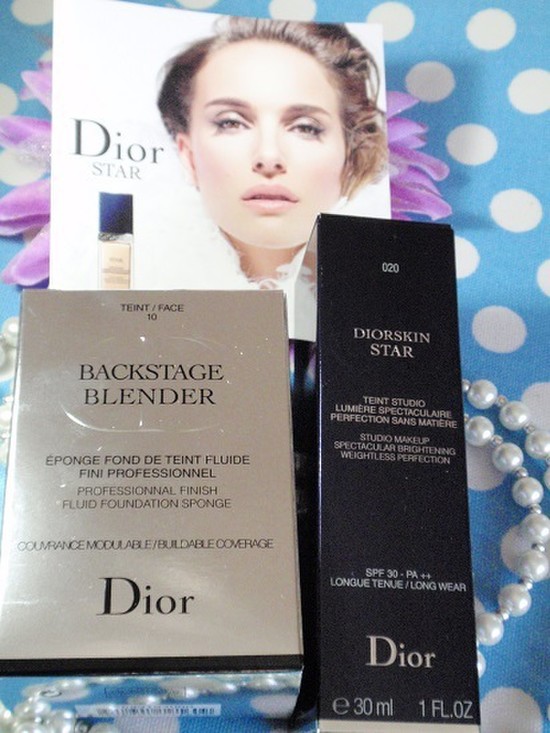 Dior
STAR
TEINT / FACE
10
BACKSTAGE
BLENDER
ÉPONGE FOND DE TEINT FLUIDE
FINI PROFESSIONNEL
PROFESSIONNAL FINISH
FLUID FOUNDATION SPONGE
COUVRANCE MODULABLE / BUILDABLE COVERAGE
Dior
020
DIORSKIN
STAR
TEINT STUDIO
LUMIÈRE SPECTACULAIRE
PERFECTION SANS MATIÈRE
STUDIO MAKEUP
SPECTACULAR BRIGHTENING
WEIGHTLESS PERFECTION
SPF 30 - PA ++
LONGUE TENUE / LONG WEAR
Dior
℮ 30 ml 1 FL.OZ